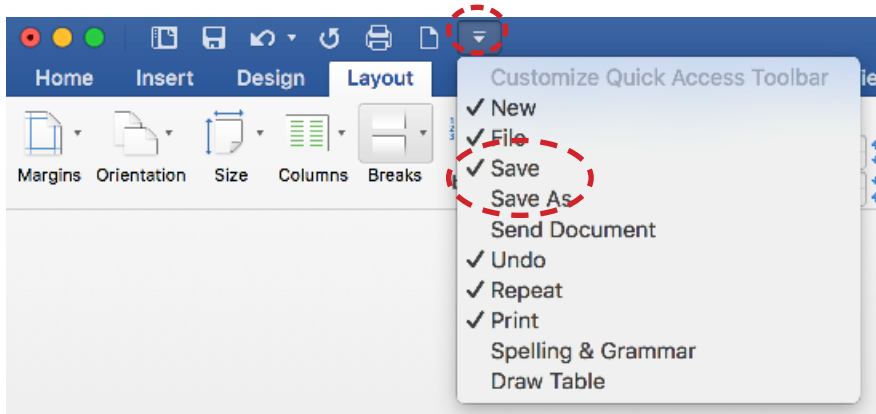 Home Insert Design Layout
Customize Quick Access Toolbar
New
File
Save
Save As
Send Document
Undo
Repeat
Print
Spelling & Grammar
Draw Table
Margins Orientation Size Columns Breaks